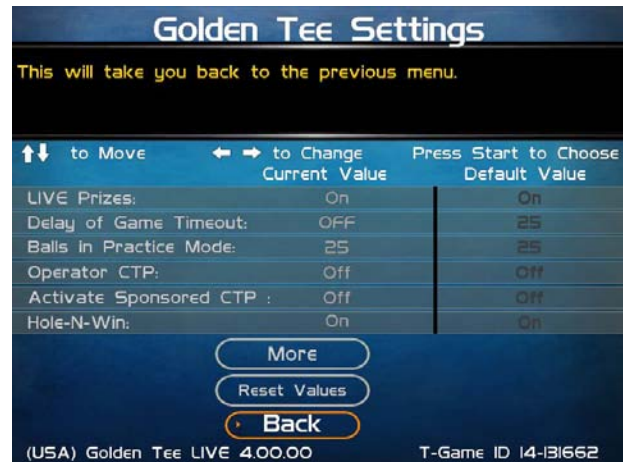 Golden Tee Settings
This will take you back to the previous menu.
to Move to Change Press Start to Choose
Current Value Default Value
LIVE Prizes: On On
Delay of Game Timeout: OFF 25
Balls in Practice Mode: 25 25
Operator CTP: Off Off
Activate Sponsored CTP : Off Off
Hole-N-Win: On On
More
Reset Values
Back
(USA) Golden Tee LIVE 4.00.00 T-Game ID 14-131662